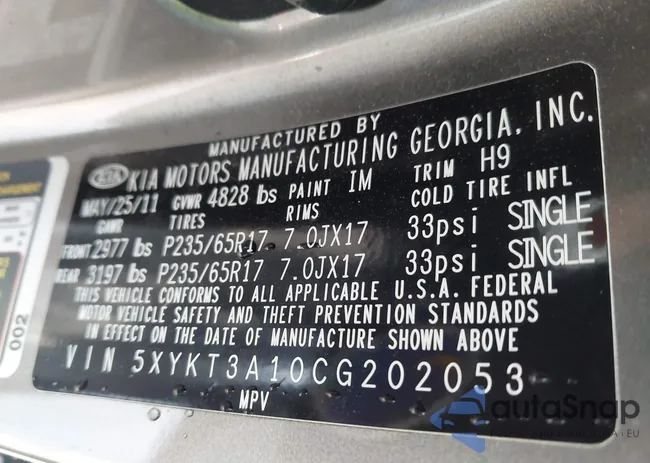 MANUFACTURED BY
KIA KIA MOTORS MANUFACTURING GEORGIA, INC.
MAY/25/11 GVWR 4828 lbs PAINT IM TRIM H9
GAWR TIRES RIMS COLD TIRE INFL
FRONT 2977 lbs P235/65R17 7.0JX17 33psi SINGLE
REAR 3197 lbs P235/65R17 7.0JX17 33psi SINGLE
THIS VEHICLE CONFORMS TO ALL APPLICABLE U.S.A. FEDERAL
MOTOR VEHICLE SAFETY AND THEFT PREVENTION STANDARDS
IN EFFECT ON THE DATE OF MANUFACTURE SHOWN ABOVE
VIN 5XYKT3A10CG202053
MPV
002
autoSnap